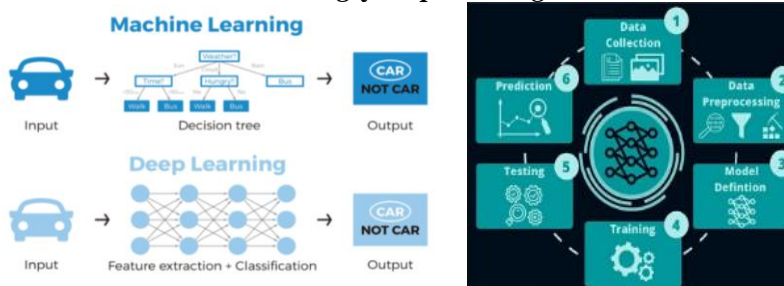 Machine Learning
Weather?
Time?
Hungry?
Bus
Walk
Bus
Walk
Bus
CAR
NOT CAR
Input
Decision tree
Output
Deep Learning
CAR
NOT CAR
Input
Feature extraction + Classification
Output
1
Data
Collection
2
Data
Preprocessing
3
Model
Defintion
4
Training
5
Testing
6
Prediction